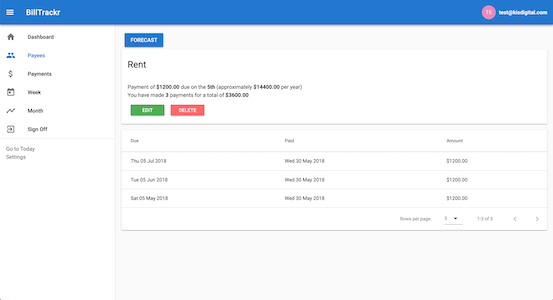 BillTrackr
TS test@kiodigital.com
Dashboard
Payees
Payments
Week
Month
Sign Off
Go to Today
Settings
FORECAST
Rent
Payment of $1200.00 due on the 5th (approximately $14400.00 per year)
You have made 3 payments for a total of $3600.00
EDIT DELETE
Due Paid Amount
Thu 05 Jul 2018 Wed 30 May 2018 $1200.00
Tue 05 Jun 2018 Wed 30 May 2018 $1200.00
Sat 05 May 2018 Wed 30 May 2018 $1200.00
Rows per page: 5 1-3 of 3